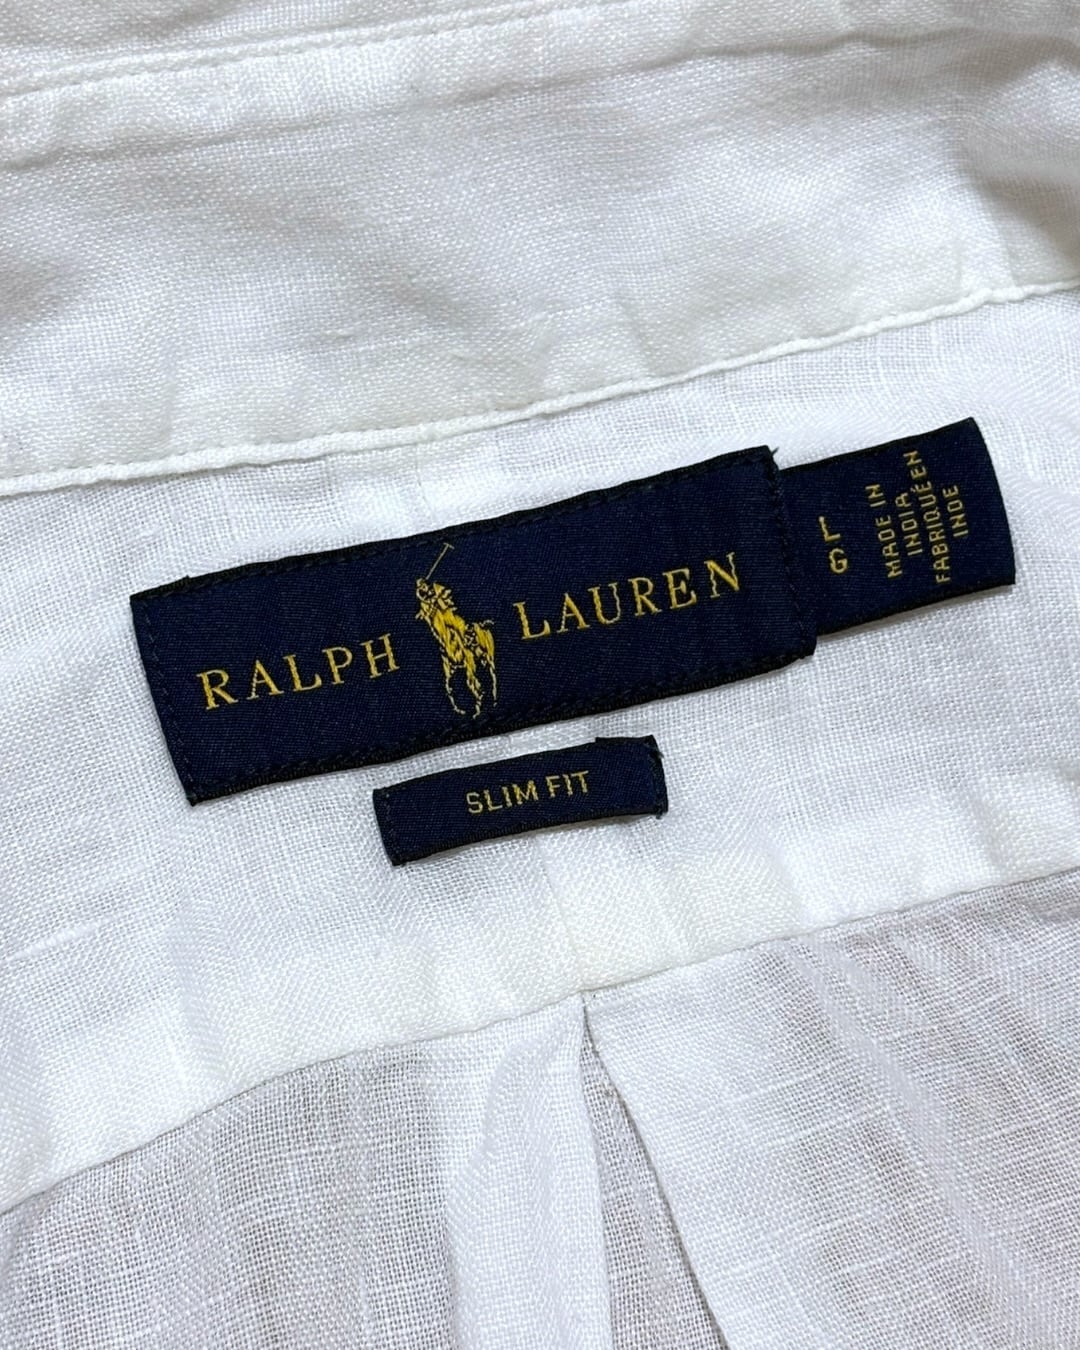 RALPH LAUREN
L
G
MADE IN
INDIA
FABRIQUÉ EN
INDE
SLIM FIT